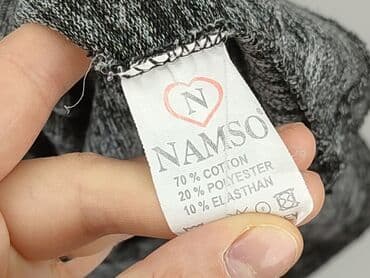 N
NAMSO®
70 % COTTON
20 % POLYESTER
10 % ELASTHAN